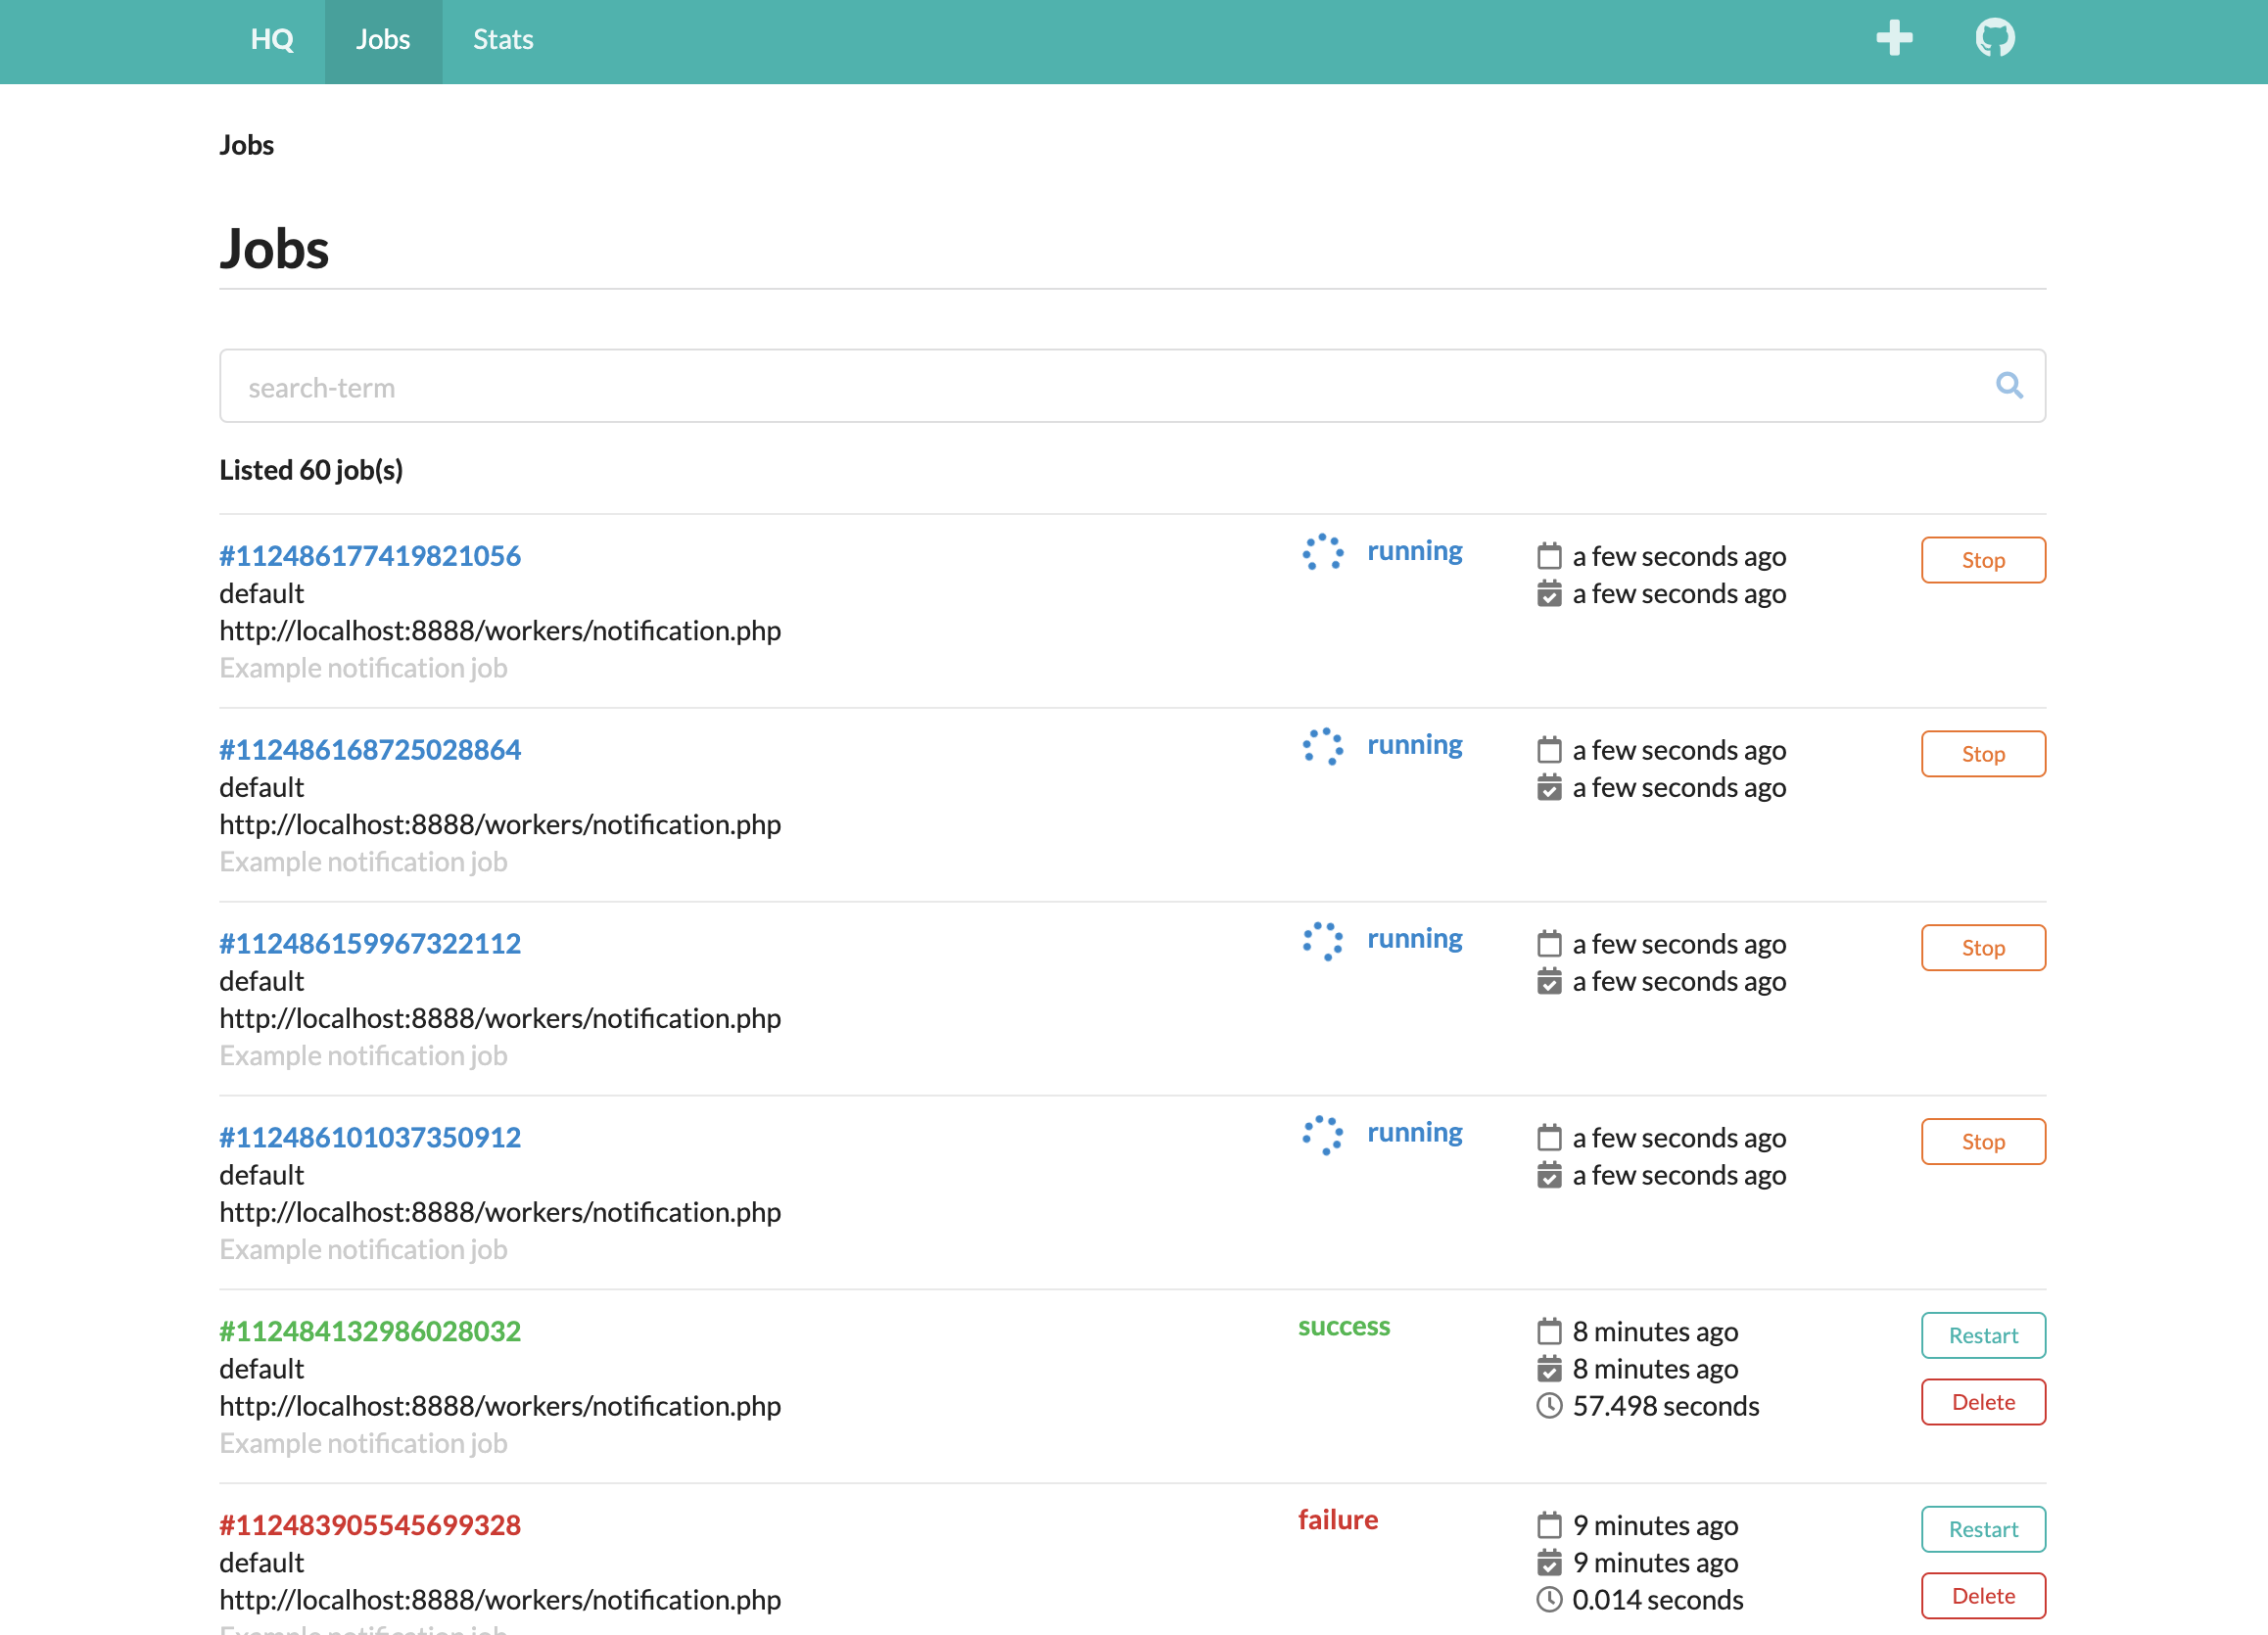 HQ Jobs Stats
Jobs
Jobs
search-term
Listed 60 job(s)
#112486177419821056 running a few seconds ago Stop
default a few seconds ago
http://localhost:8888/workers/notification.php
Example notification job
#112486168725028864 running a few seconds ago Stop
default a few seconds ago
http://localhost:8888/workers/notification.php
Example notification job
#112486159967322112 running a few seconds ago Stop
default a few seconds ago
http://localhost:8888/workers/notification.php
Example notification job
#112486101037350912 running a few seconds ago Stop
default a few seconds ago
http://localhost:8888/workers/notification.php
Example notification job
#112484132986028032 success 8 minutes ago Restart
default 8 minutes ago
http://localhost:8888/workers/notification.php 57.498 seconds Delete
Example notification job
#112483905545699328 failure 9 minutes ago Restart
default 9 minutes ago
http://localhost:8888/workers/notification.php 0.014 seconds Delete
Example notification job